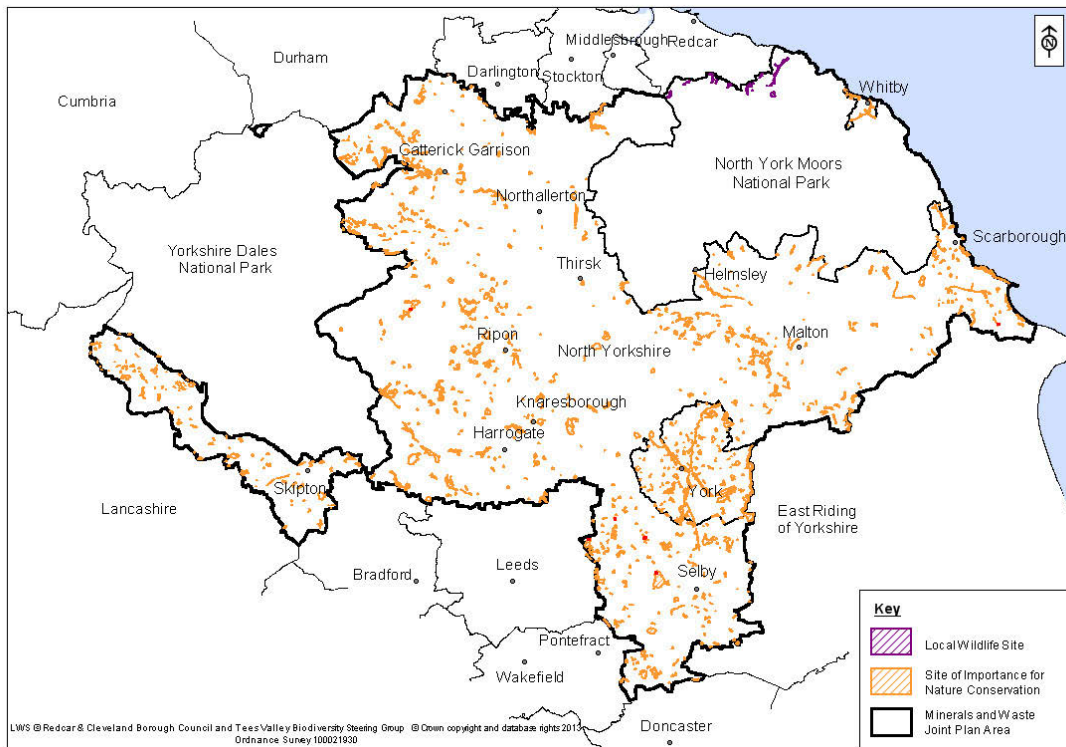 Middlesbrough
Redcar
N
Durham
Darlington
Stockton
Cumbria
Whitby
Catterick Garrison
North York Moors
National Park
Northallerton
Yorkshire Dales
National Park
Scarborough
Thirsk
Helmsley
Ripon
North Yorkshire
Malton
Knaresborough
Harrogate
Skipton
York
Lancashire
East Riding
of Yorkshire
Bradford
Leeds
Selby
Pontefract
Wakefield
Doncaster
Key
Local Wildlife Site
Site of Importance for
Nature Conservation
Minerals and Waste
Joint Plan Area
LWS © Redcar & Cleveland Borough Council and Tees Valley Biodiversity Steering Group © Crown copyright and database rights 2013
Ordnance Survey 100021930